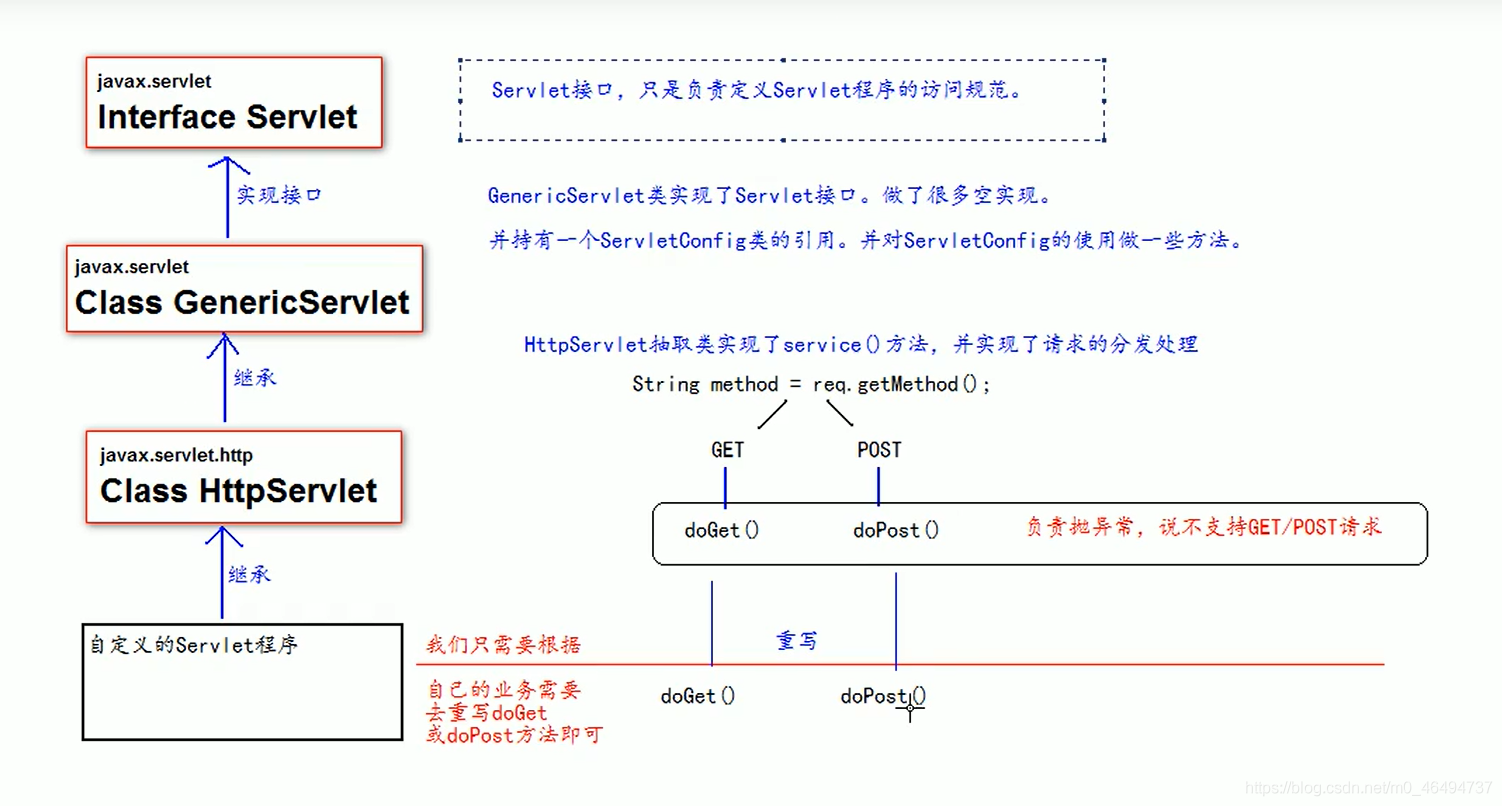 javax.servlet
Interface Servlet
Servlet接口，只是负责定义Servlet程序的访问规范。
实现接口
GenericServlet类实现了Servlet接口。做了很多空实现。
并持有一个ServletConfig类的引用。并对ServletConfig的使用做一些方法。
javax.servlet
Class GenericServlet
继承
HttpServlet抽取类实现了service()方法，并实现了请求的分发处理
String method = req.getMethod();
GET
POST
javax.servlet.http
Class HttpServlet
doGet()
doPost()
负责抛异常，说不支持GET/POST请求
继承
自定义的Servlet程序
我们只需要根据
重写
自己的业务需要
去重写doGet
或doPost方法即可
doGet()
doPost()
https://blog.csdn.net/m0_46494737